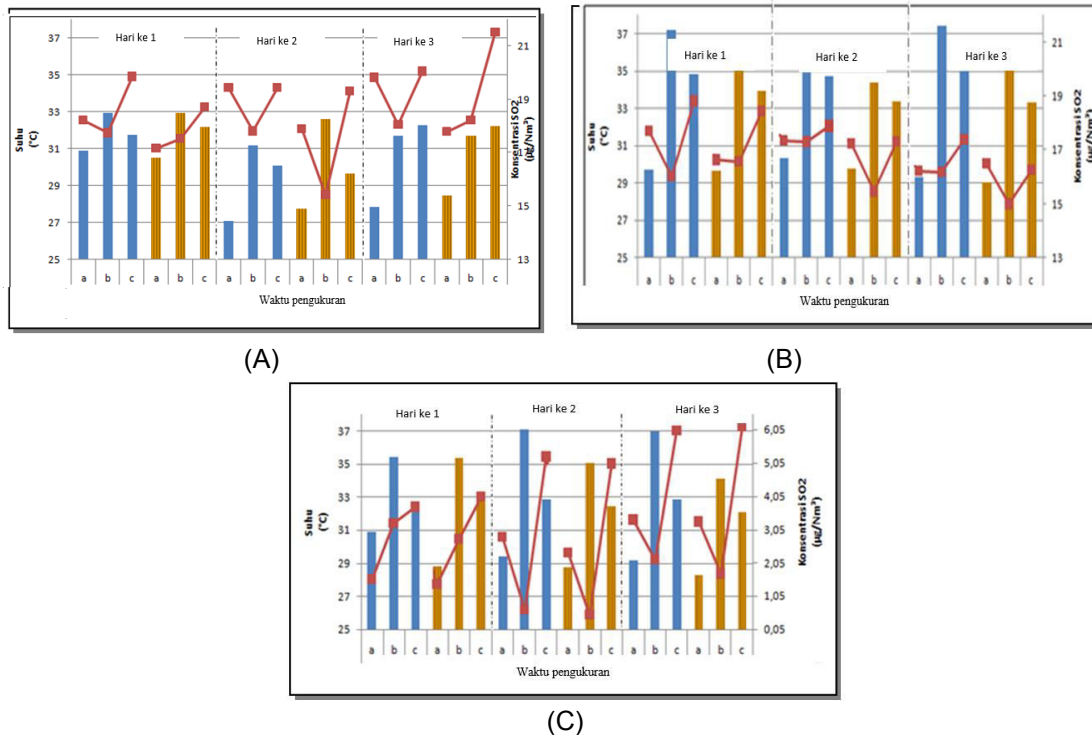 Hari ke 1 Hari ke 2 Hari ke 3
37
35
33
31
29
27
25
21
19
17
15
13
Suhu
(°C)
Konsentrasi SO2
(µg/Nm³)
a b c a b c a b c a b c a b c a b c
Waktu pengukuran
(A)
Hari ke 1 Hari ke 2 Hari ke 3
37
35
33
31
29
27
25
21
19
17
15
13
Suhu
(°C)
Konsentrasi SO2
(µg/Nm³)
a b c a b c a b c a b c a b c a b c
Waktu pengukuran
(B)
Hari ke 1 Hari ke 2 Hari ke 3
37
35
33
31
29
27
25
6,05
5,05
4,05
3,05
2,05
1,05
0,05
Suhu
(°C)
Konsentrasi SO2
(µg/Nm³)
a b c a b c a b c a b c a b c a b c
Waktu pengukuran
(C)